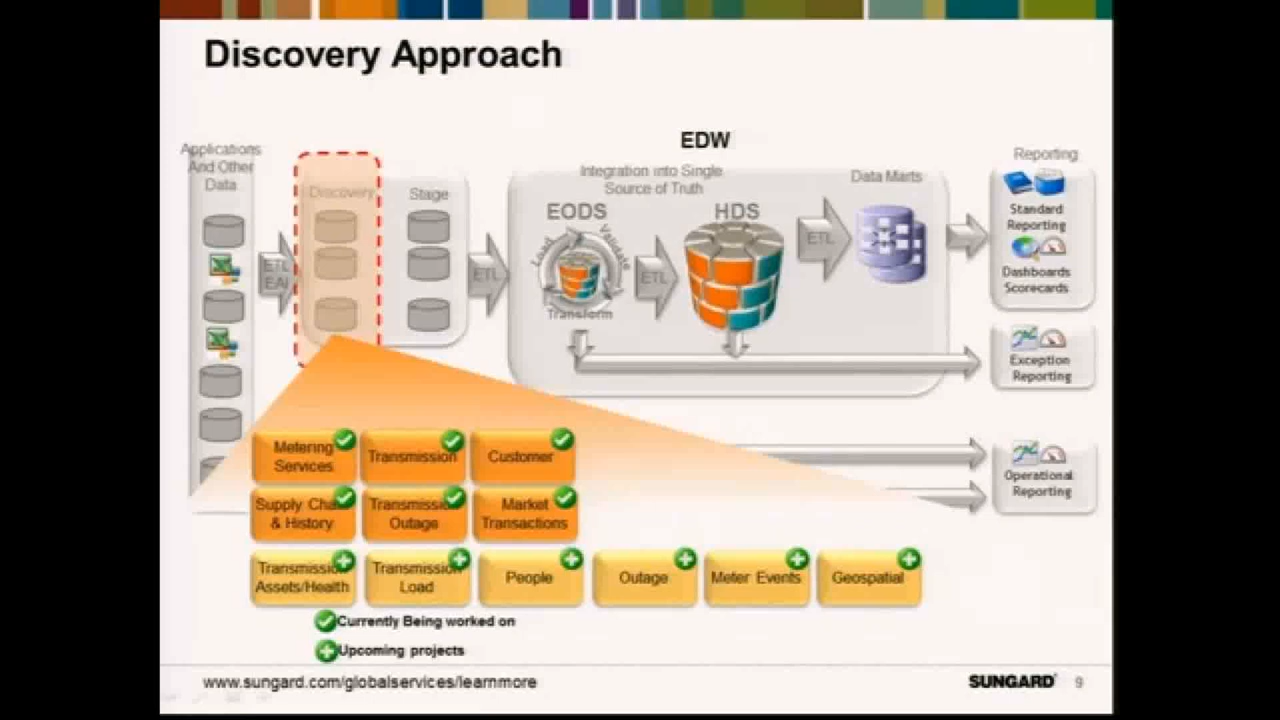 Discovery Approach
Applications
And Other
Data
ETL
EAI
Discovery
Stage
ETL
EDW
Integration into Single
Source of Truth
EODS
Load
Validate
Transform
ETL
HDS
ETL
Data Marts
Reporting
Standard
Reporting
Dashboards
Scorecards
Exception
Reporting
Operational
Reporting
Metering
Services
Transmission
Customer
Supply Chain
& History
Transmission
Outage
Market
Transactions
Transmission
Assets/Health
Transmission
Load
People
Outage
Meter Events
Geospatial
Currently Being worked on
Upcoming projects
www.sungard.com/globalservices/learnmore
SUNGARD
9